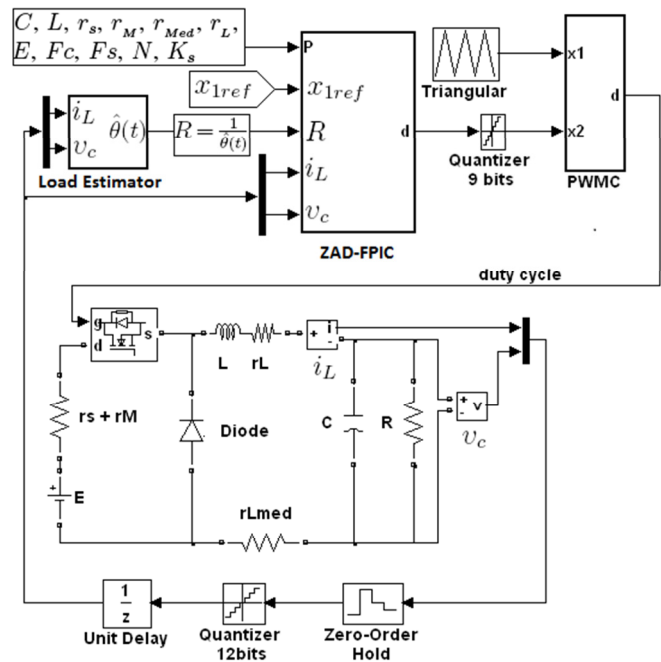 C, L, r_s, r_M, r_Med, r_L,
E, Fc, Fs, N, K_s
P
x_1ref
x_1ref
i_L
v_c
θ̂(t)
Load Estimator
R = 1/θ̂(t)
R
i_L
v_c
d
ZAD-FPIC
Triangular
Quantizer
9 bits
x1
x2
d
PWMC
duty cycle
g
d
s
L
rL
+
-
i
i_L
rs + rM
Diode
C
R
+
-
v
v_c
+
E
rLmed
1
z
Unit Delay
Quantizer
12bits
Zero-Order
Hold